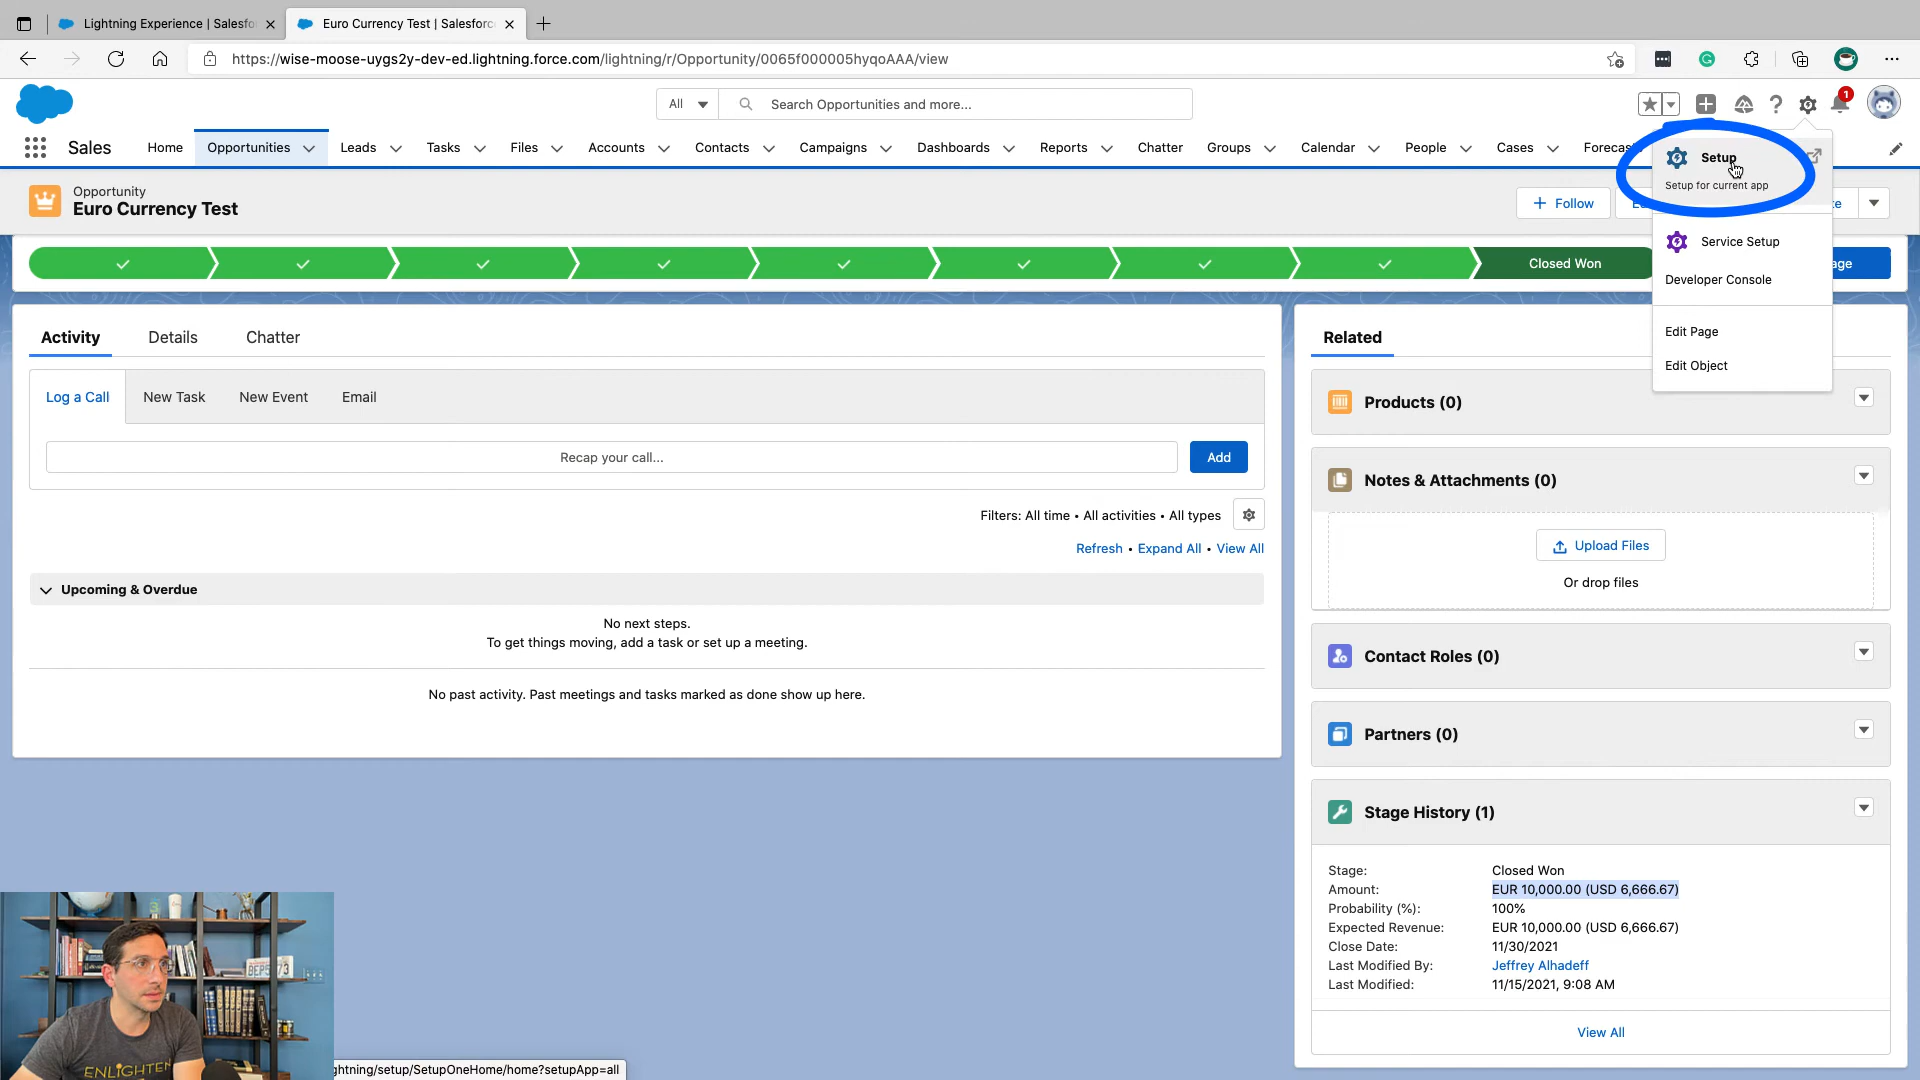 Lightning Experience | Salesfo
Euro Currency Test | Salesforc
https://wise-moose-uygs2y-dev-ed.lightning.force.com/lightning/r/Opportunity/0065f000005hyqoAAA/view
All
Search Opportunities and more...
1
Sales
Home
Opportunities
Leads
Tasks
Files
Accounts
Contacts
Campaigns
Dashboards
Reports
Chatter
Groups
Calendar
People
Cases
Forecas
Setup
Setup for current app
Service Setup
Developer Console
Edit Page
Edit Object
Opportunity
Euro Currency Test
Follow
Closed Won
Activity
Details
Chatter
Log a Call
New Task
New Event
Email
Recap your call...
Add
Filters: All time • All activities • All types
Refresh • Expand All • View All
Upcoming & Overdue
No next steps.
To get things moving, add a task or set up a meeting.
No past activity. Past meetings and tasks marked as done show up here.
Related
Products (0)
Notes & Attachments (0)
Upload Files
Or drop files
Contact Roles (0)
Partners (0)
Stage History (1)
Stage: Closed Won
Amount: EUR 10,000.00 (USD 6,666.67)
Probability (%): 100%
Expected Revenue: EUR 10,000.00 (USD 6,666.67)
Close Date: 11/30/2021
Last Modified By: Jeffrey Alhadeff
Last Modified: 11/15/2021, 9:08 AM
View All
ENLIGHTEN
ghtning/setup/SetupOneHome/home?setupApp=all